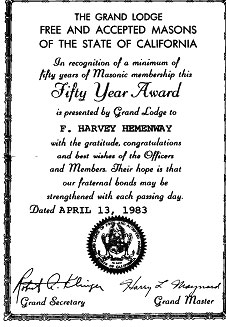 THE GRAND LODGE
FREE AND ACCEPTED MASONS
OF THE STATE OF CALIFORNIA
In recognition of a minimum of
fifty years of Masonic membership this
Fifty Year Award
is presented by Grand Lodge to
F. HARVEY HEMENWAY
with the gratitude, congratulations
and best wishes of the Officers
and Members. Their hope is that
our fraternal bonds may be
strengthened with each passing day.
Dated APRIL 13, 1983
Harry L Maynard
Grand Secretary Grand Master